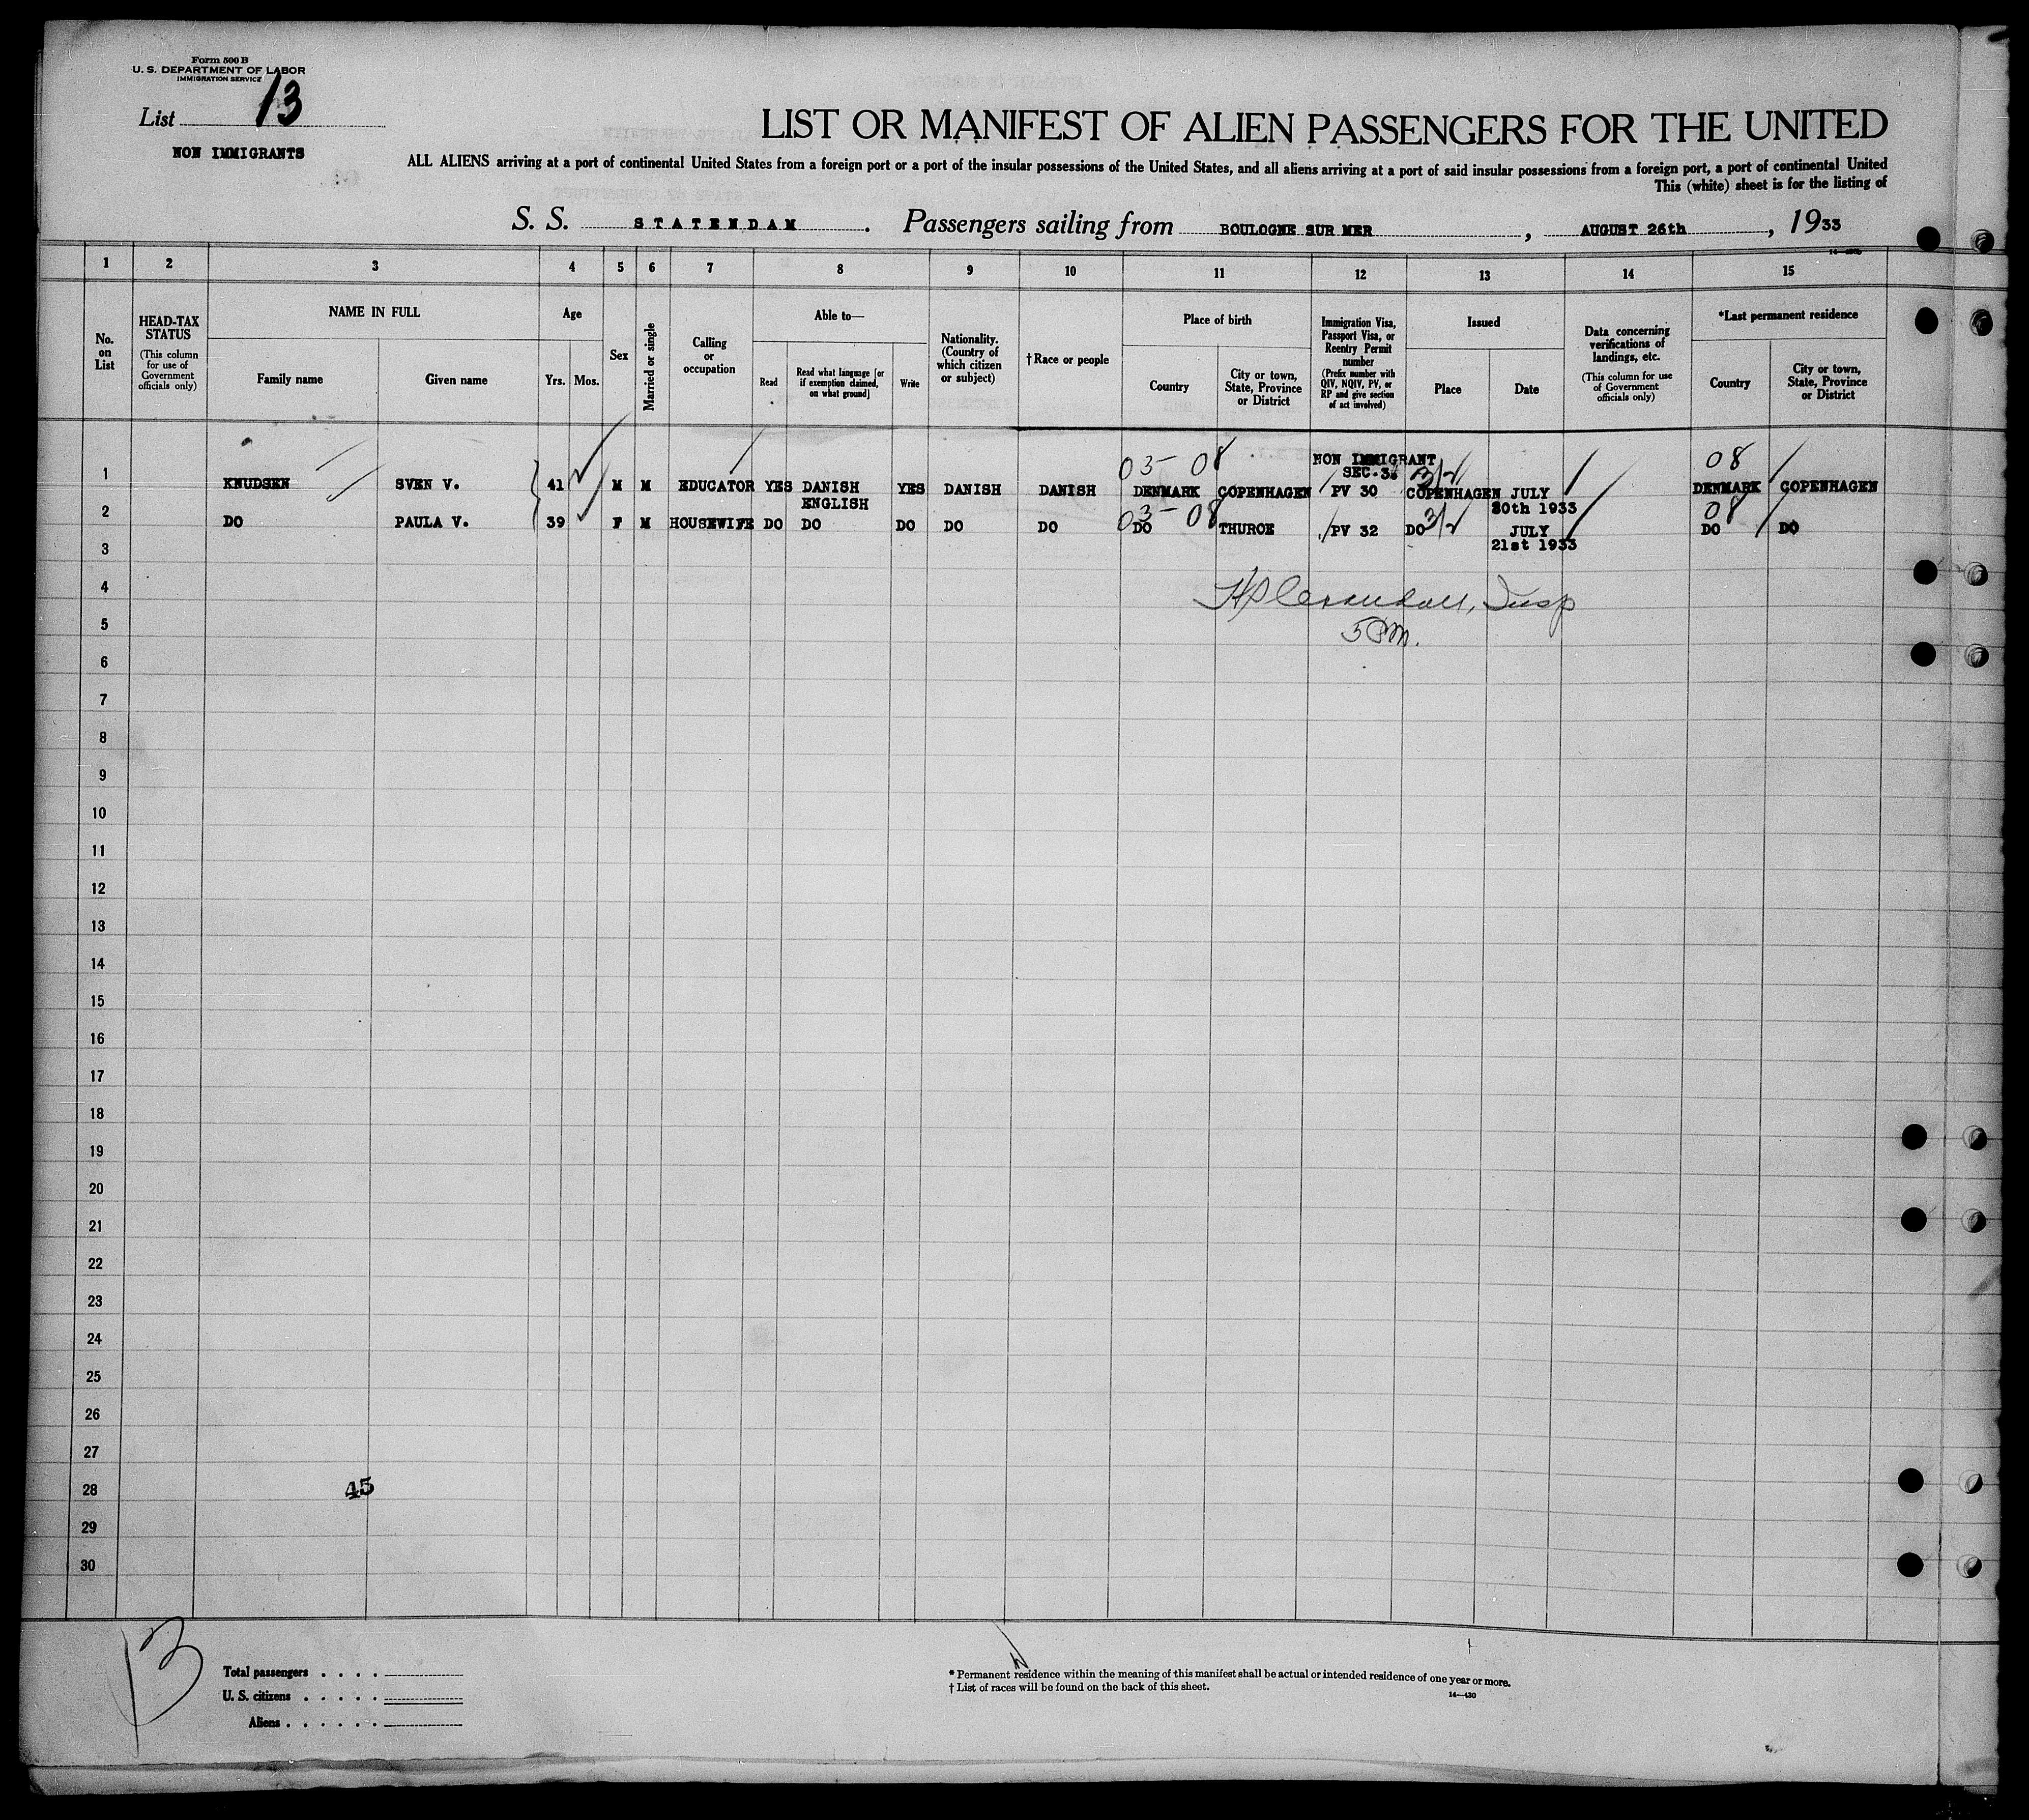 Form 500 B
U. S. DEPARTMENT OF LABOR
IMMIGRATION SERVICE
List 13
NON IMMIGRANTS
LIST OR MANIFEST OF ALIEN PASSENGERS FOR THE UNITED
ALL ALIENS arriving at a port of continental United States from a foreign port or a port of the insular possessions of the United States, and all aliens arriving at a port of said insular possessions from a foreign port, a port of continental United
This (white) sheet is for the listing of
S. S. STATENDAM. Passengers sailing from BOULOGNE SUR MER, AUGUST 26th, 1933
1 2 3 4 5 6 7 8 9 10 11 12 13 14 15
No. on List
HEAD-TAX STATUS
(This column for use of Government officials only)
NAME IN FULL
Family name
Given name
Age
Yrs. Mos.
Sex
Married or single
Calling or occupation
Able to—
Read
Read what language [or if exemption claimed, on what ground]
Write
Nationality. (Country of which citizen or subject)
†Race or people
Place of birth
Country
City or town, State, Province or District
Immigration Visa, Passport Visa, or Reentry Permit number
(Prefix number with QIV, NQIV, PV, or RP and give section of act involved)
Issued
Place
Date
Data concerning verifications of landings, etc.
(This column for use of Government officials only)
*Last permanent residence
Country
City or town, State, Province or District
03- 08 NON IMMIGRANT 08
SEC. 3 3/2
1 KNUDSEN SVEN V. 41 M M EDUCATOR YES DANISH YES DANISH DANISH DENMARK COPENHAGEN PV 30 COPENHAGEN JULY DENMARK COPENHAGEN
ENGLISH 20th 1933
03- 08 3/2 08
2 DO PAULA V. 39 F M HOUSEWIFE DO DO DO DO DO DO THUROE PV 32 DO JULY DO DO
21st 1933
3
4
Insp
5
5 PM.
6
7
8
9
10
11
12
13
14
15
16
17
18
19
20
21
22
23
24
25
26
27
28
45
29
30
13
Total passengers . . . .
U. S. citizens . . . . .
Aliens . . . . . .
* Permanent residence within the meaning of this manifest shall be actual or intended residence of one year or more.
† List of races will be found on the back of this sheet.
14—430